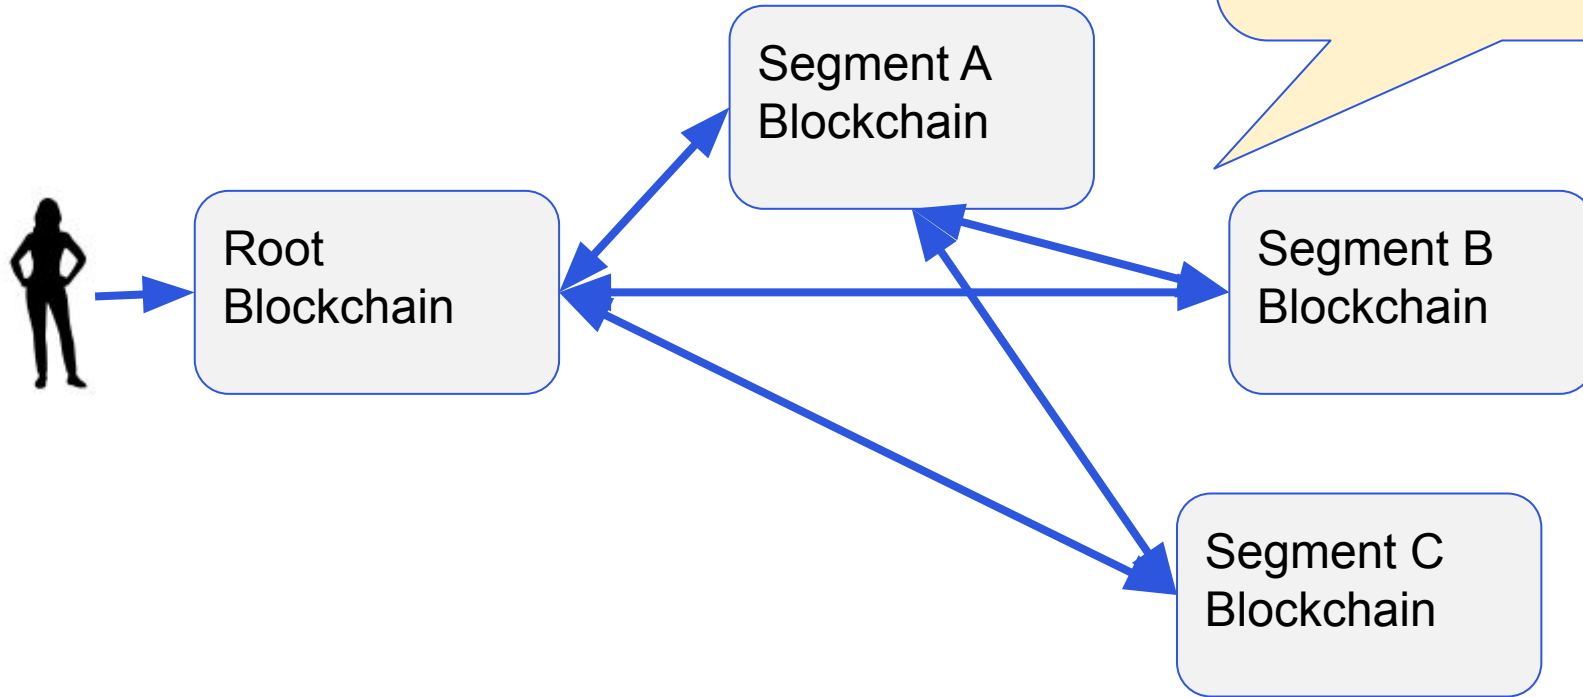 Segment A
Blockchain
Root
Blockchain
Segment B
Blockchain
Segment C
Blockchain